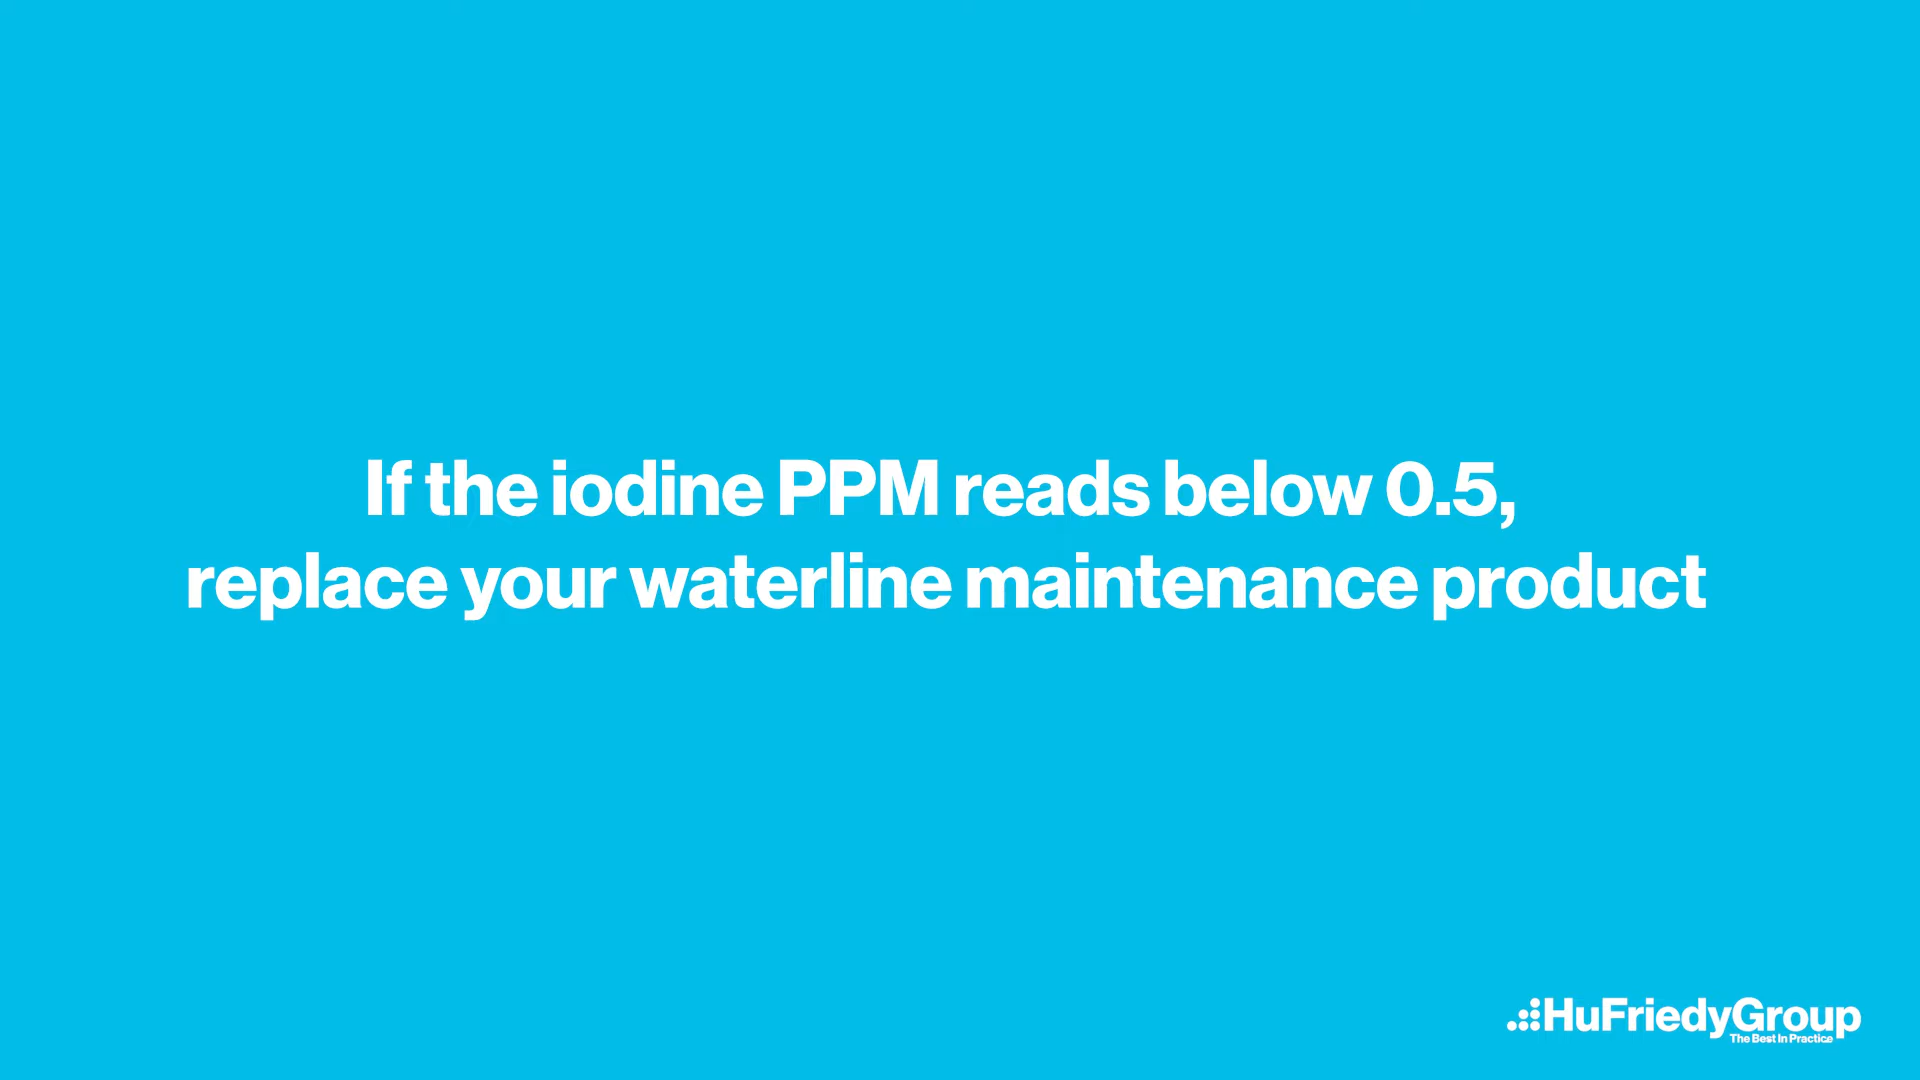 If the iodine PPM reads below 0.5,
replace your waterline maintenance product
HuFriedyGroup
The Best In Practice